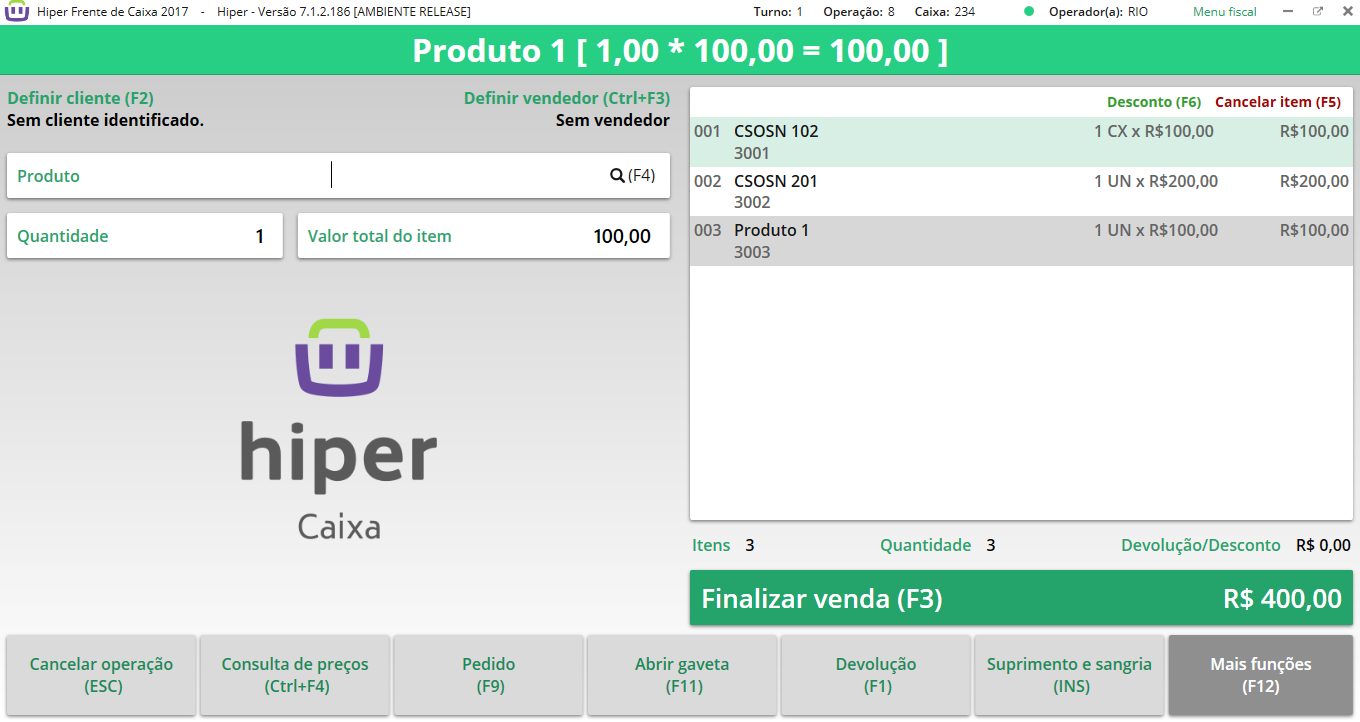 Hiper Frente de Caixa 2017 - Hiper - Versão 7.1.2.186 [AMBIENTE RELEASE] Turno: 1 Operação: 8 Caixa: 234 Operador(a): RIO Menu fiscal
Produto 1 [ 1,00 * 100,00 = 100,00 ]
Definir cliente (F2) Definir vendedor (Ctrl+F3)
Sem cliente identificado. Sem vendedor
Produto (F4)
Quantidade 1 Valor total do item 100,00
hiper
Caixa
Desconto (F6) Cancelar item (F5)
001 CSOSN 102 1 CX x R$100,00 R$100,00
3001
002 CSOSN 201 1 UN x R$200,00 R$200,00
3002
003 Produto 1 1 UN x R$100,00 R$100,00
3003
Itens 3 Quantidade 3 Devolução/Desconto R$ 0,00
Finalizar venda (F3) R$ 400,00
Cancelar operação
(ESC)
Consulta de preços
(Ctrl+F4)
Pedido
(F9)
Abrir gaveta
(F11)
Devolução
(F1)
Suprimento e sangria
(INS)
Mais funções
(F12)